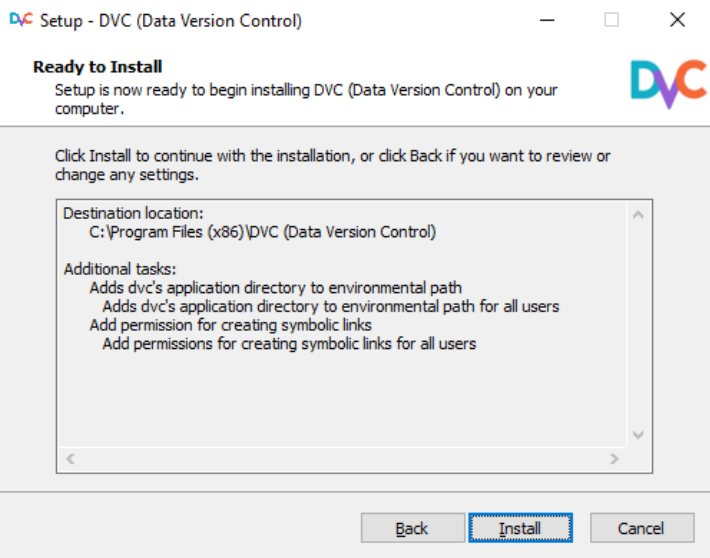 DVC Setup - DVC (Data Version Control)
Ready to Install
Setup is now ready to begin installing DVC (Data Version Control) on your
computer.
DVC
Click Install to continue with the installation, or click Back if you want to review or
change any settings.
Destination location:
C:\Program Files (x86)\DVC (Data Version Control)
Additional tasks:
Adds dvc's application directory to environmental path
Adds dvc's application directory to environmental path for all users
Add permission for creating symbolic links
Add permissions for creating symbolic links for all users
Back Install Cancel